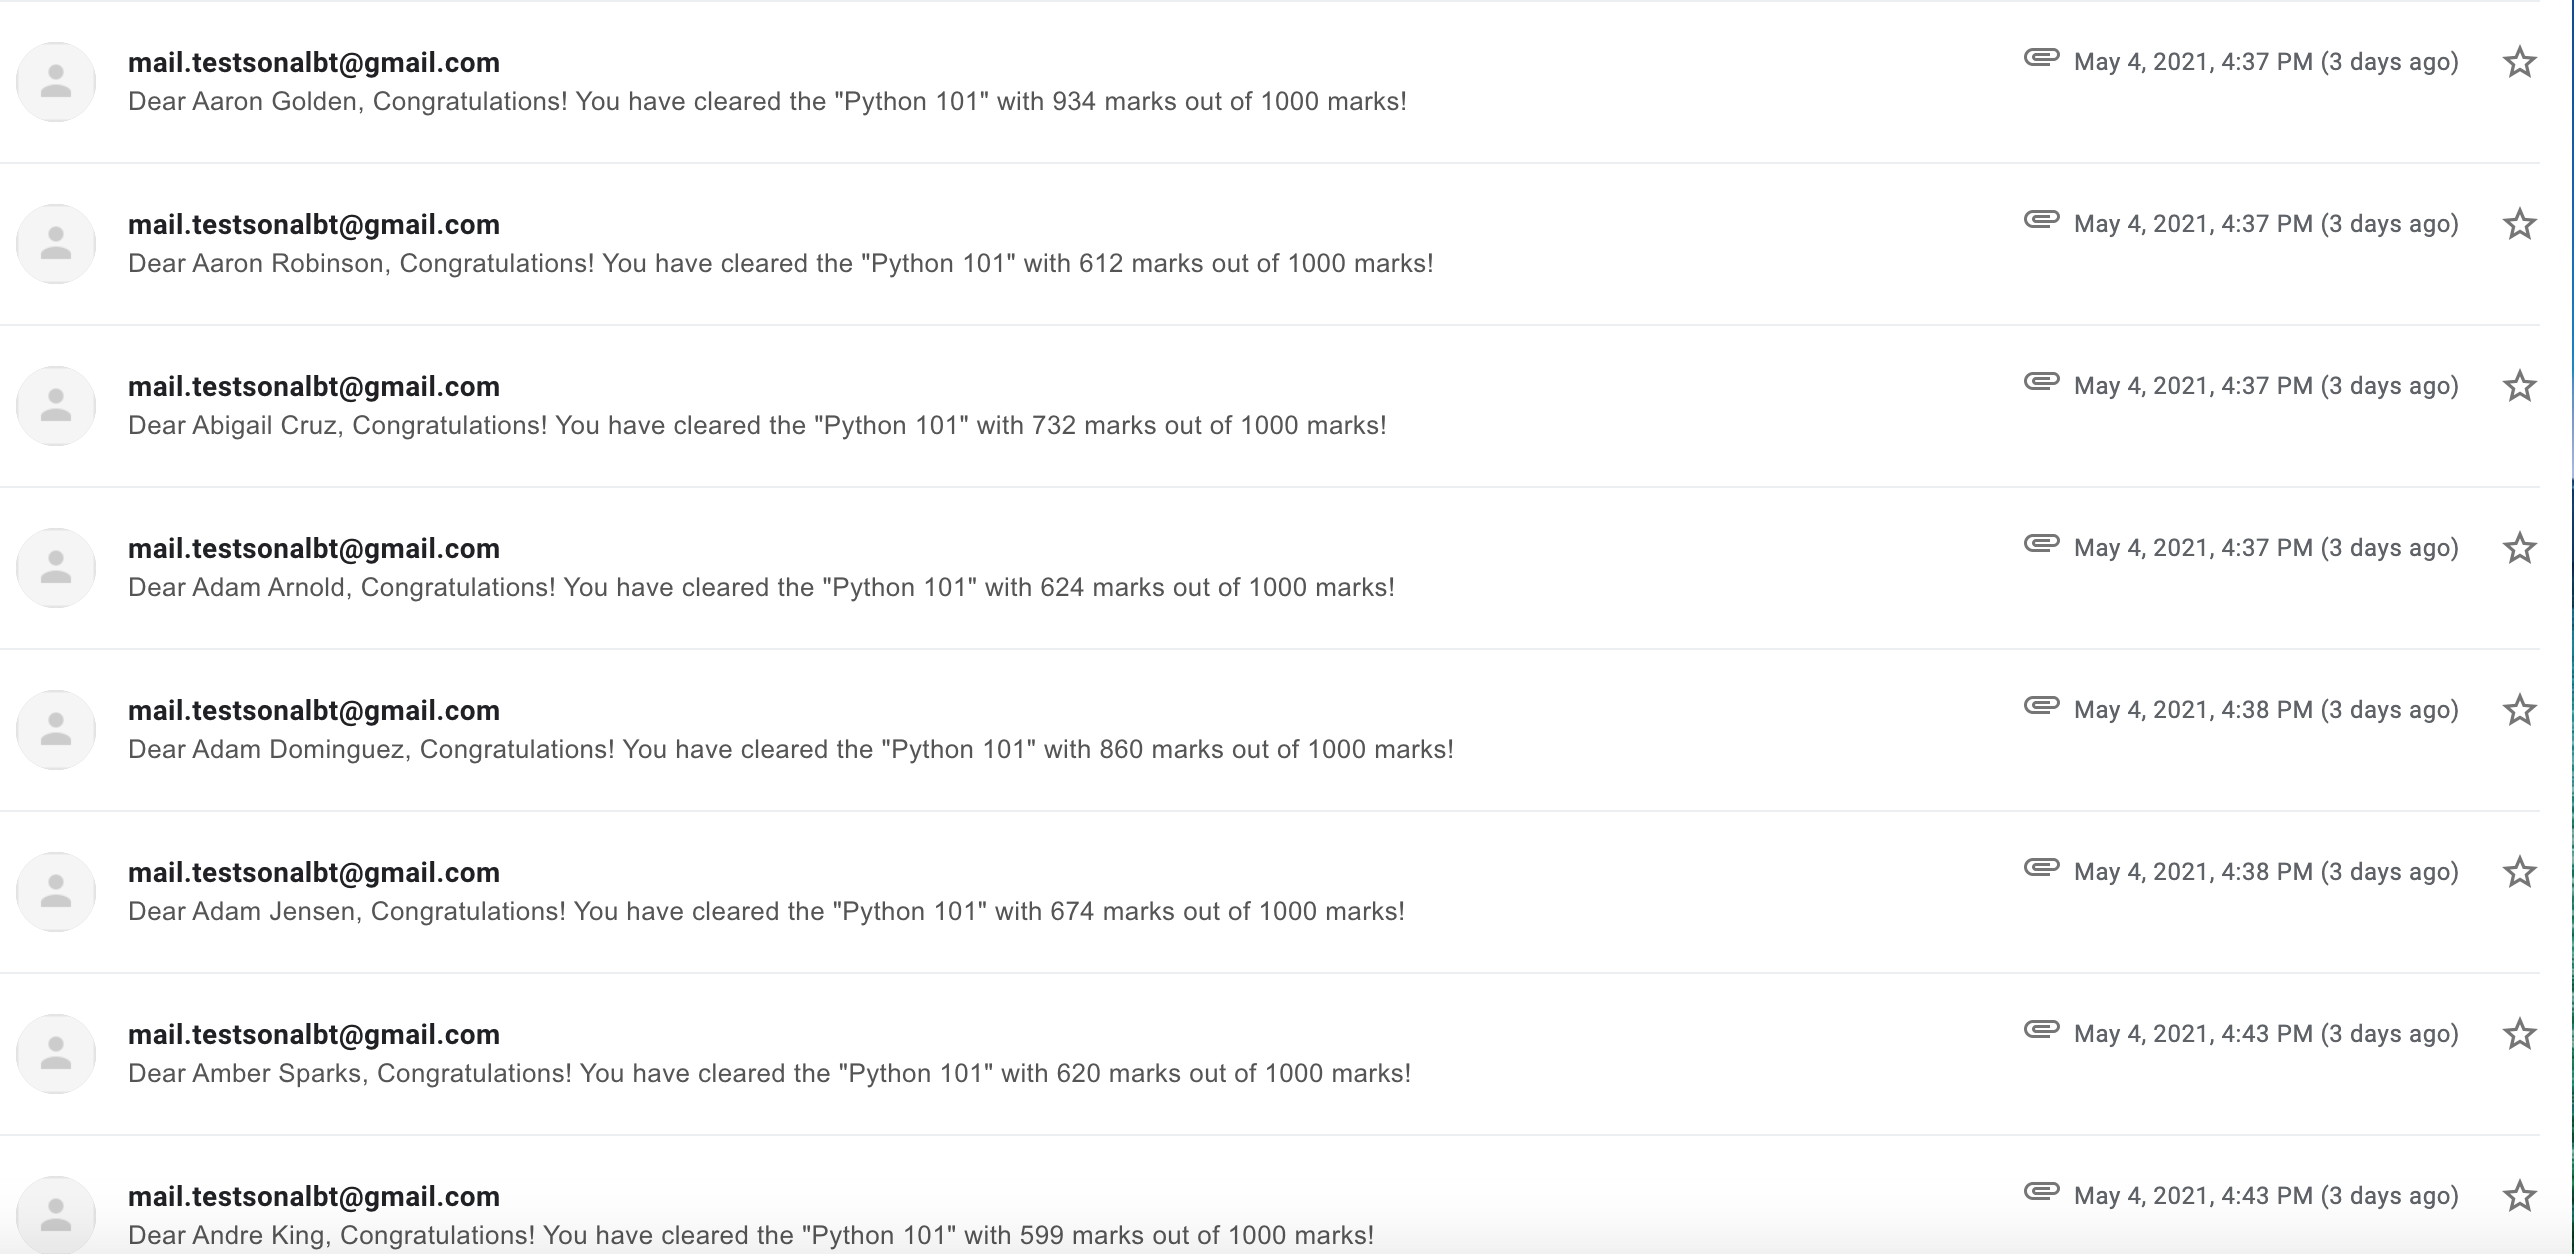 mail.testsonalbt@gmail.com May 4, 2021, 4:37 PM (3 days ago)
Dear Aaron Golden, Congratulations! You have cleared the "Python 101" with 934 marks out of 1000 marks!
mail.testsonalbt@gmail.com May 4, 2021, 4:37 PM (3 days ago)
Dear Aaron Robinson, Congratulations! You have cleared the "Python 101" with 612 marks out of 1000 marks!
mail.testsonalbt@gmail.com May 4, 2021, 4:37 PM (3 days ago)
Dear Abigail Cruz, Congratulations! You have cleared the "Python 101" with 732 marks out of 1000 marks!
mail.testsonalbt@gmail.com May 4, 2021, 4:37 PM (3 days ago)
Dear Adam Arnold, Congratulations! You have cleared the "Python 101" with 624 marks out of 1000 marks!
mail.testsonalbt@gmail.com May 4, 2021, 4:38 PM (3 days ago)
Dear Adam Dominguez, Congratulations! You have cleared the "Python 101" with 860 marks out of 1000 marks!
mail.testsonalbt@gmail.com May 4, 2021, 4:38 PM (3 days ago)
Dear Adam Jensen, Congratulations! You have cleared the "Python 101" with 674 marks out of 1000 marks!
mail.testsonalbt@gmail.com May 4, 2021, 4:43 PM (3 days ago)
Dear Amber Sparks, Congratulations! You have cleared the "Python 101" with 620 marks out of 1000 marks!
mail.testsonalbt@gmail.com May 4, 2021, 4:43 PM (3 days ago)
Dear Andre King, Congratulations! You have cleared the "Python 101" with 599 marks out of 1000 marks!